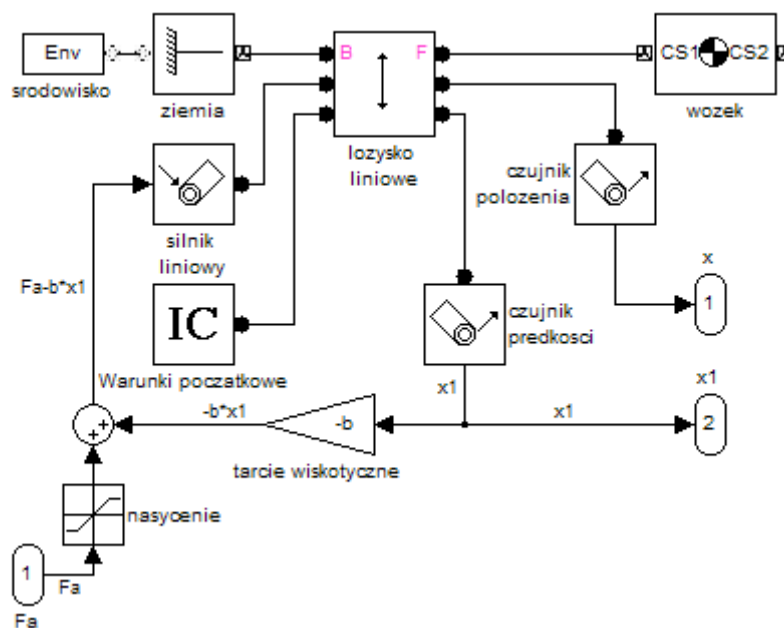 Env
srodowisko
ziemia
B
F
lozysko
liniowe
CS1
CS2
wozek
silnik
liniowy
czujnik
polozenia
x
1
Fa-b*x1
IC
Warunki poczatkowe
czujnik
predkosci
x1
x1
-b*x1
-b
x1
2
tarcie wiskotyczne
+
+
nasycenie
1
Fa
Fa